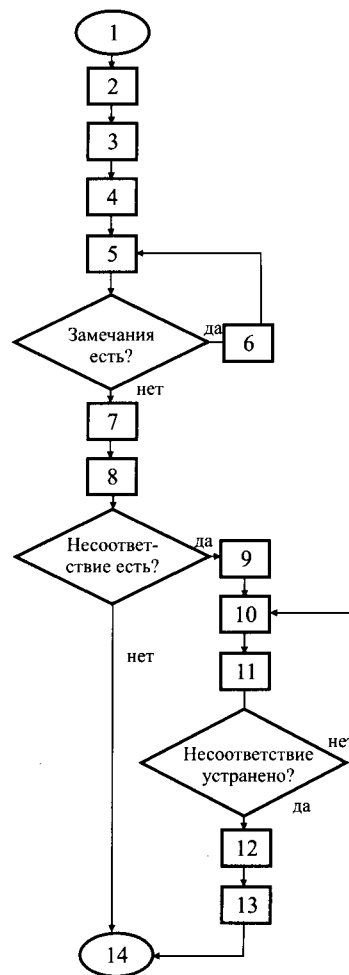 1
2
3
4
5
Замечания
есть?
да
6
нет
7
8
Несоответ-
ствие есть?
да
9
10
нет
11
Несоответствие
устранено?
нет
да
12
13
14